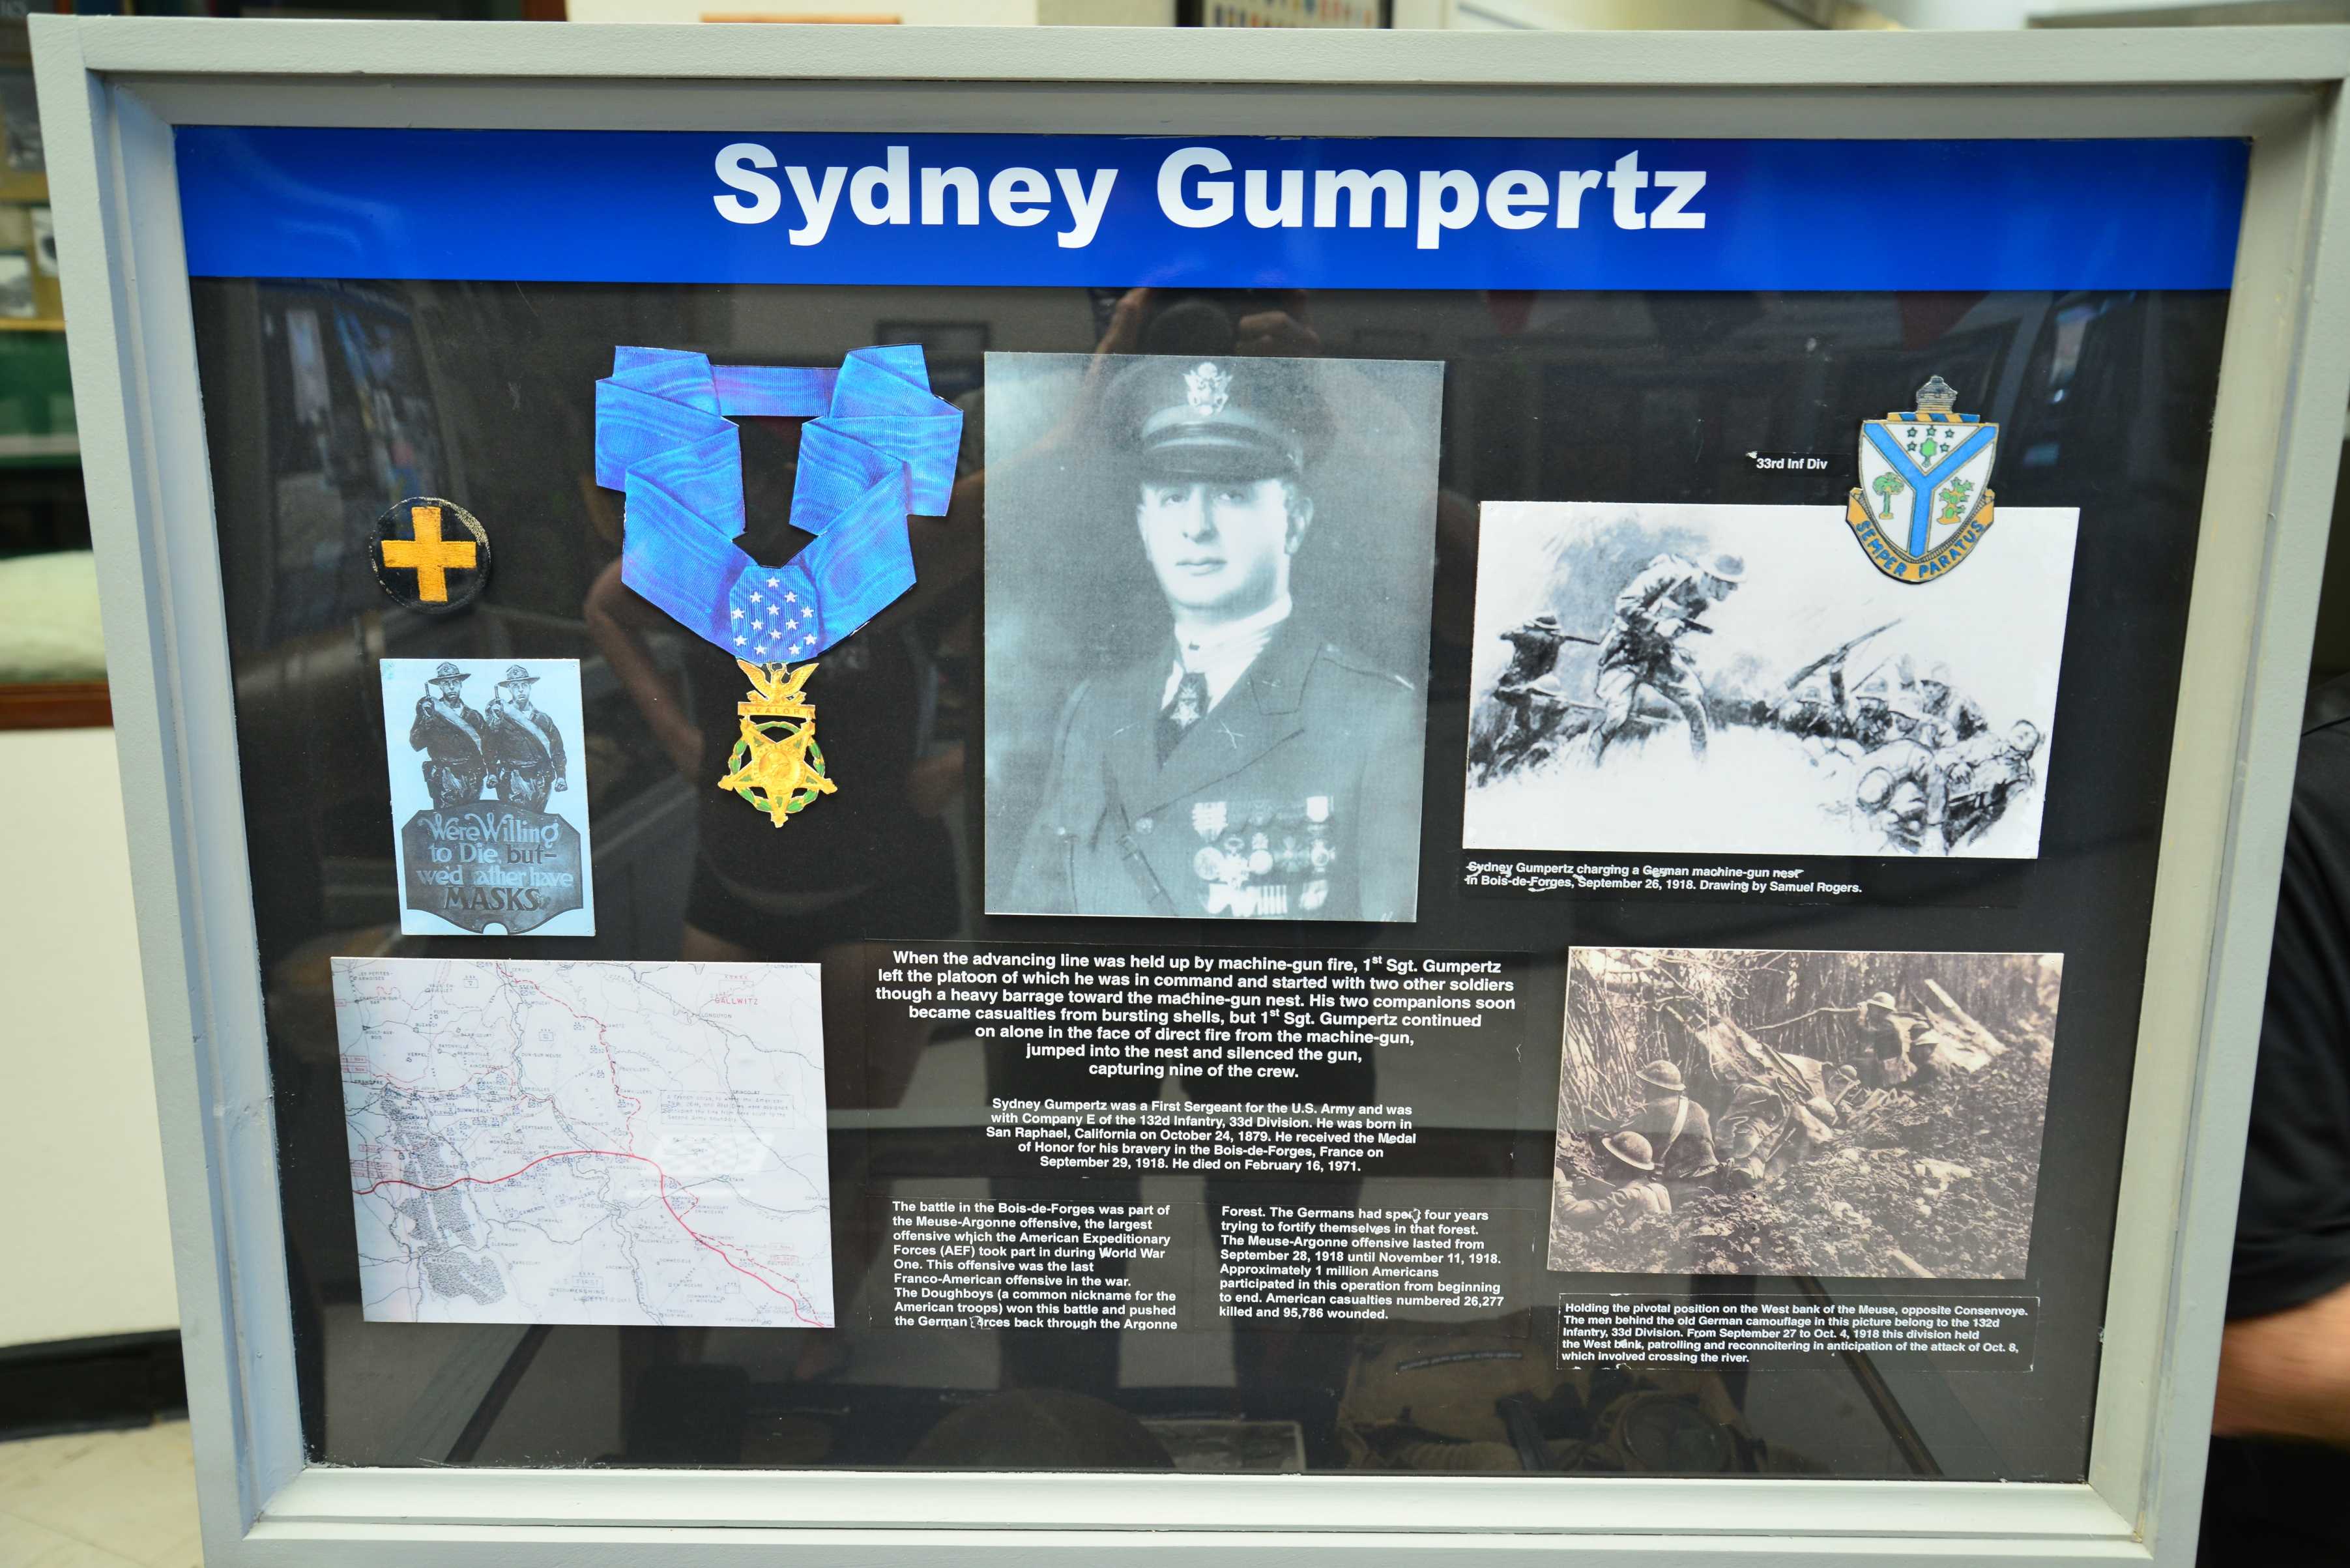 Sydney Gumpertz
33rd Inf Div
SEMPER PARATUS
VALOR
We're Willing
to Die, but-
we'd rather have
MASKS
Sydney Gumpertz charging a German machine-gun nest
in Bois-de-Forges, September 26, 1918. Drawing by Samuel Rogers.
When the advancing line was held up by machine-gun fire, 1st Sgt. Gumpertz
left the platoon of which he was in command and started with two other soldiers
though a heavy barrage toward the machine-gun nest. His two companions soon
became casualties from bursting shells, but 1st Sgt. Gumpertz continued
on alone in the face of direct fire from the machine-gun,
jumped into the nest and silenced the gun,
capturing nine of the crew.
Sydney Gumpertz was a First Sergeant for the U.S. Army and was
with Company E of the 132d Infantry, 33d Division. He was born in
San Raphael, California on October 24, 1879. He received the Medal
of Honor for his bravery in the Bois-de-Forges, France on
September 29, 1918. He died on February 16, 1971.
The battle in the Bois-de-Forges was part of
the Meuse-Argonne offensive, the largest
offensive which the American Expeditionary
Forces (AEF) took part in during World War
One. This offensive was the last
Franco-American offensive in the war.
The Doughboys (a common nickname for the
American troops) won this battle and pushed
the German forces back through the Argonne
Forest. The Germans had spent four years
trying to fortify themselves in that forest.
The Meuse-Argonne offensive lasted from
September 28, 1918 until November 11, 1918.
Approximately 1 million Americans
participated in this operation from beginning
to end. American casualties numbered 26,277
killed and 95,786 wounded.
Holding the pivotal position on the West bank of the Meuse, opposite Consenvoye.
The men behind the old German camouflage in this picture belong to the 132d
Infantry, 33d Division. From September 27 to Oct. 4, 1918 this division held
the West bank, patrolling and reconnoitering in anticipation of the attack of Oct. 8,
which involved crossing the river.
GALLWITZ